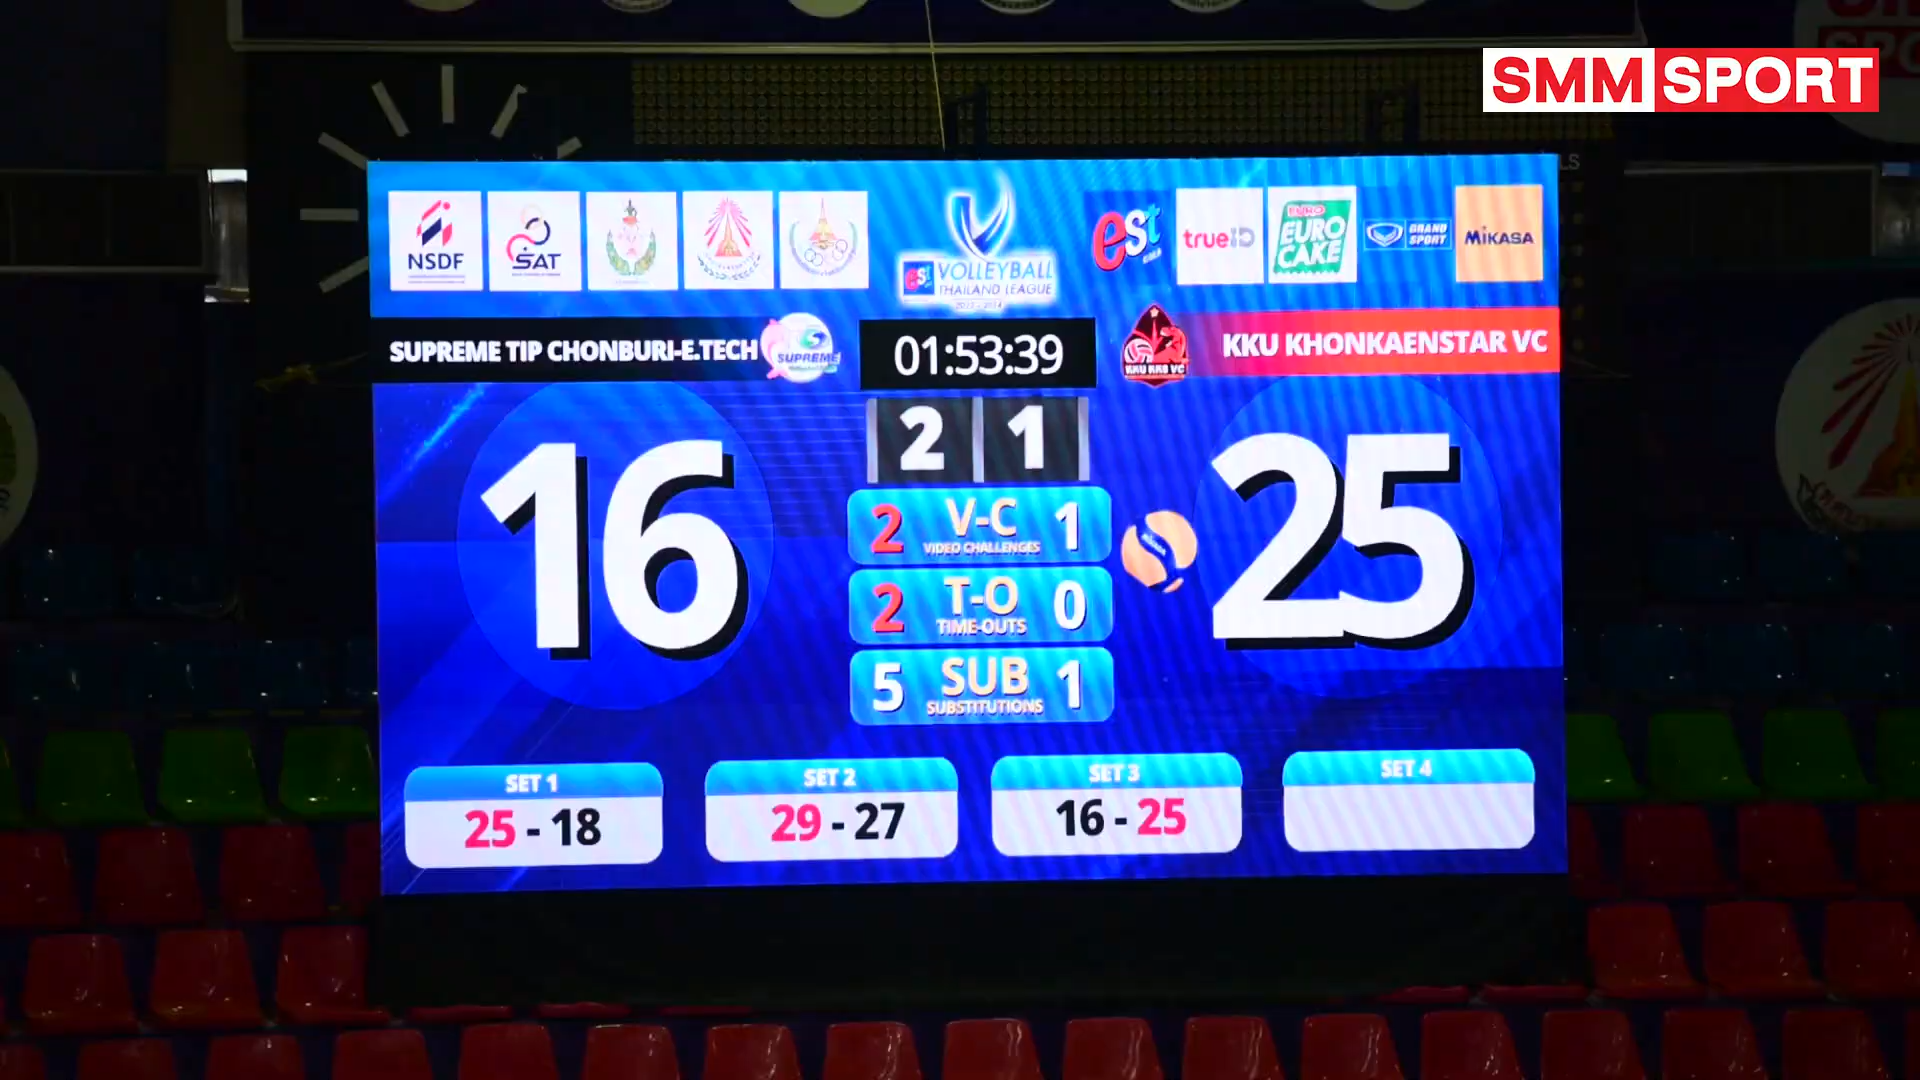 SMM SPORT
NSDF
SAT
est
VOLLEYBALL
THAILAND LEAGUE
est
trueID
EURO
EURO
CAKE
GRAND
SPORT
MIKASA
SUPREME TIP CHONBURI-E.TECH
SUPREME
01:53:39
KKU KKS VC
KKU KHONKAENSTAR VC
16
2 1
25
2 V-C 1
VIDEO CHALLENGES
2 T-O 0
TIME-OUTS
5 SUB 1
SUBSTITUTIONS
SET 1
25 - 18
SET 2
29 - 27
SET 3
16 - 25
SET 4